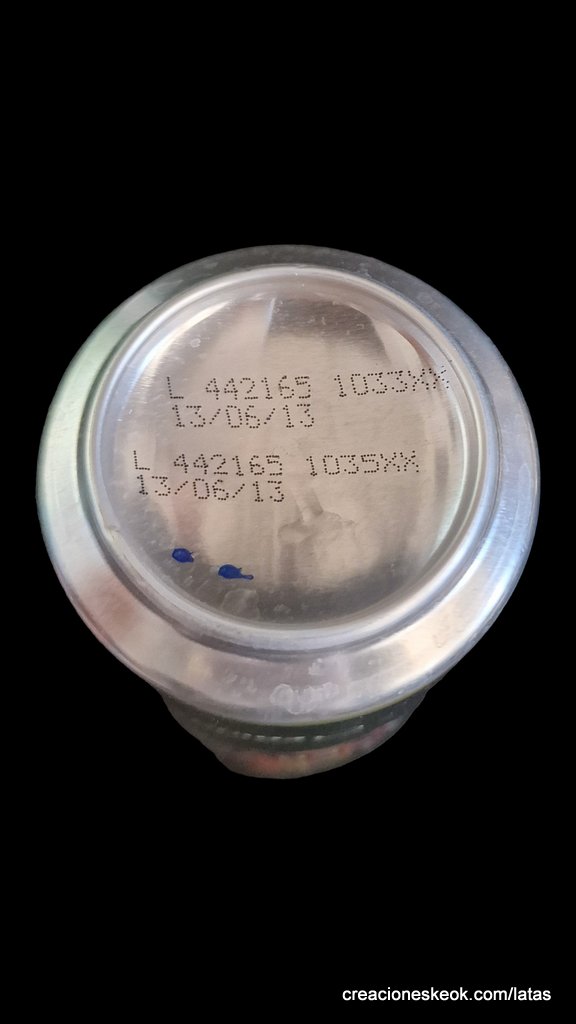 L 442165 1033XX
13/06/13
L 442165 1035XX
13/06/13
creacioneskeok.com/latas